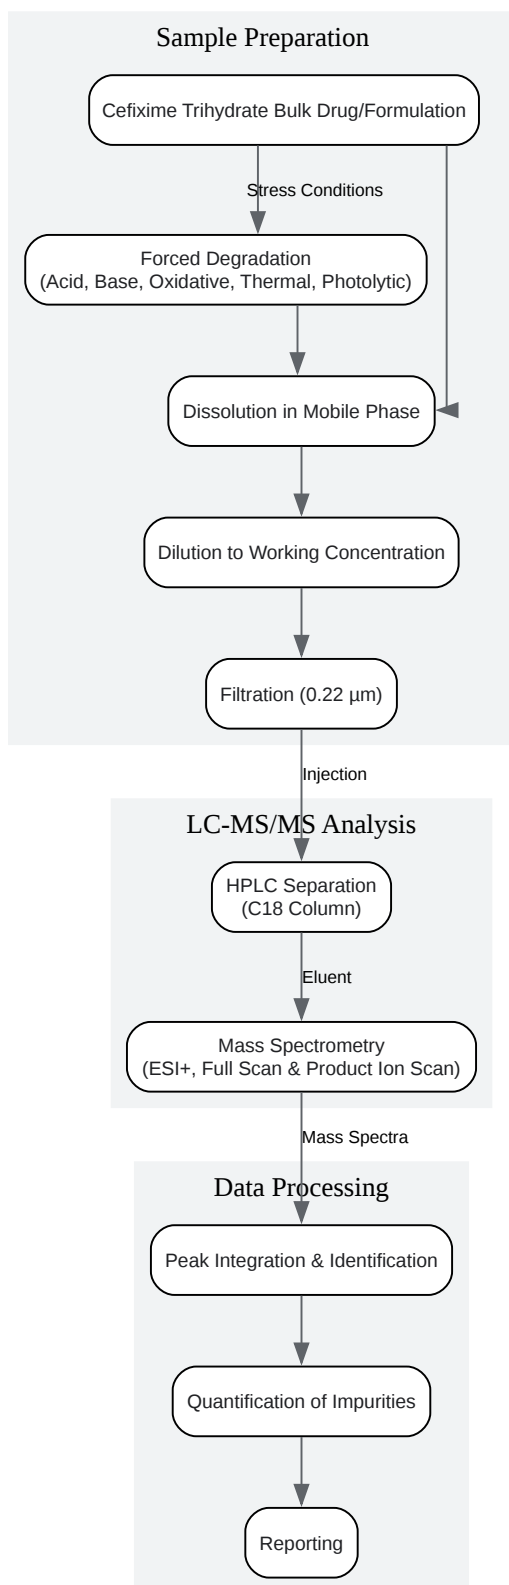 Sample Preparation
Cefixime Trihydrate Bulk Drug/Formulation
Stress Conditions
Forced Degradation
(Acid, Base, Oxidative, Thermal, Photolytic)
Dissolution in Mobile Phase
Dilution to Working Concentration
Filtration (0.22 µm)
Injection
LC-MS/MS Analysis
HPLC Separation
(C18 Column)
Eluent
Mass Spectrometry
(ESI+, Full Scan & Product Ion Scan)
Mass Spectra
Data Processing
Peak Integration & Identification
Quantification of Impurities
Reporting